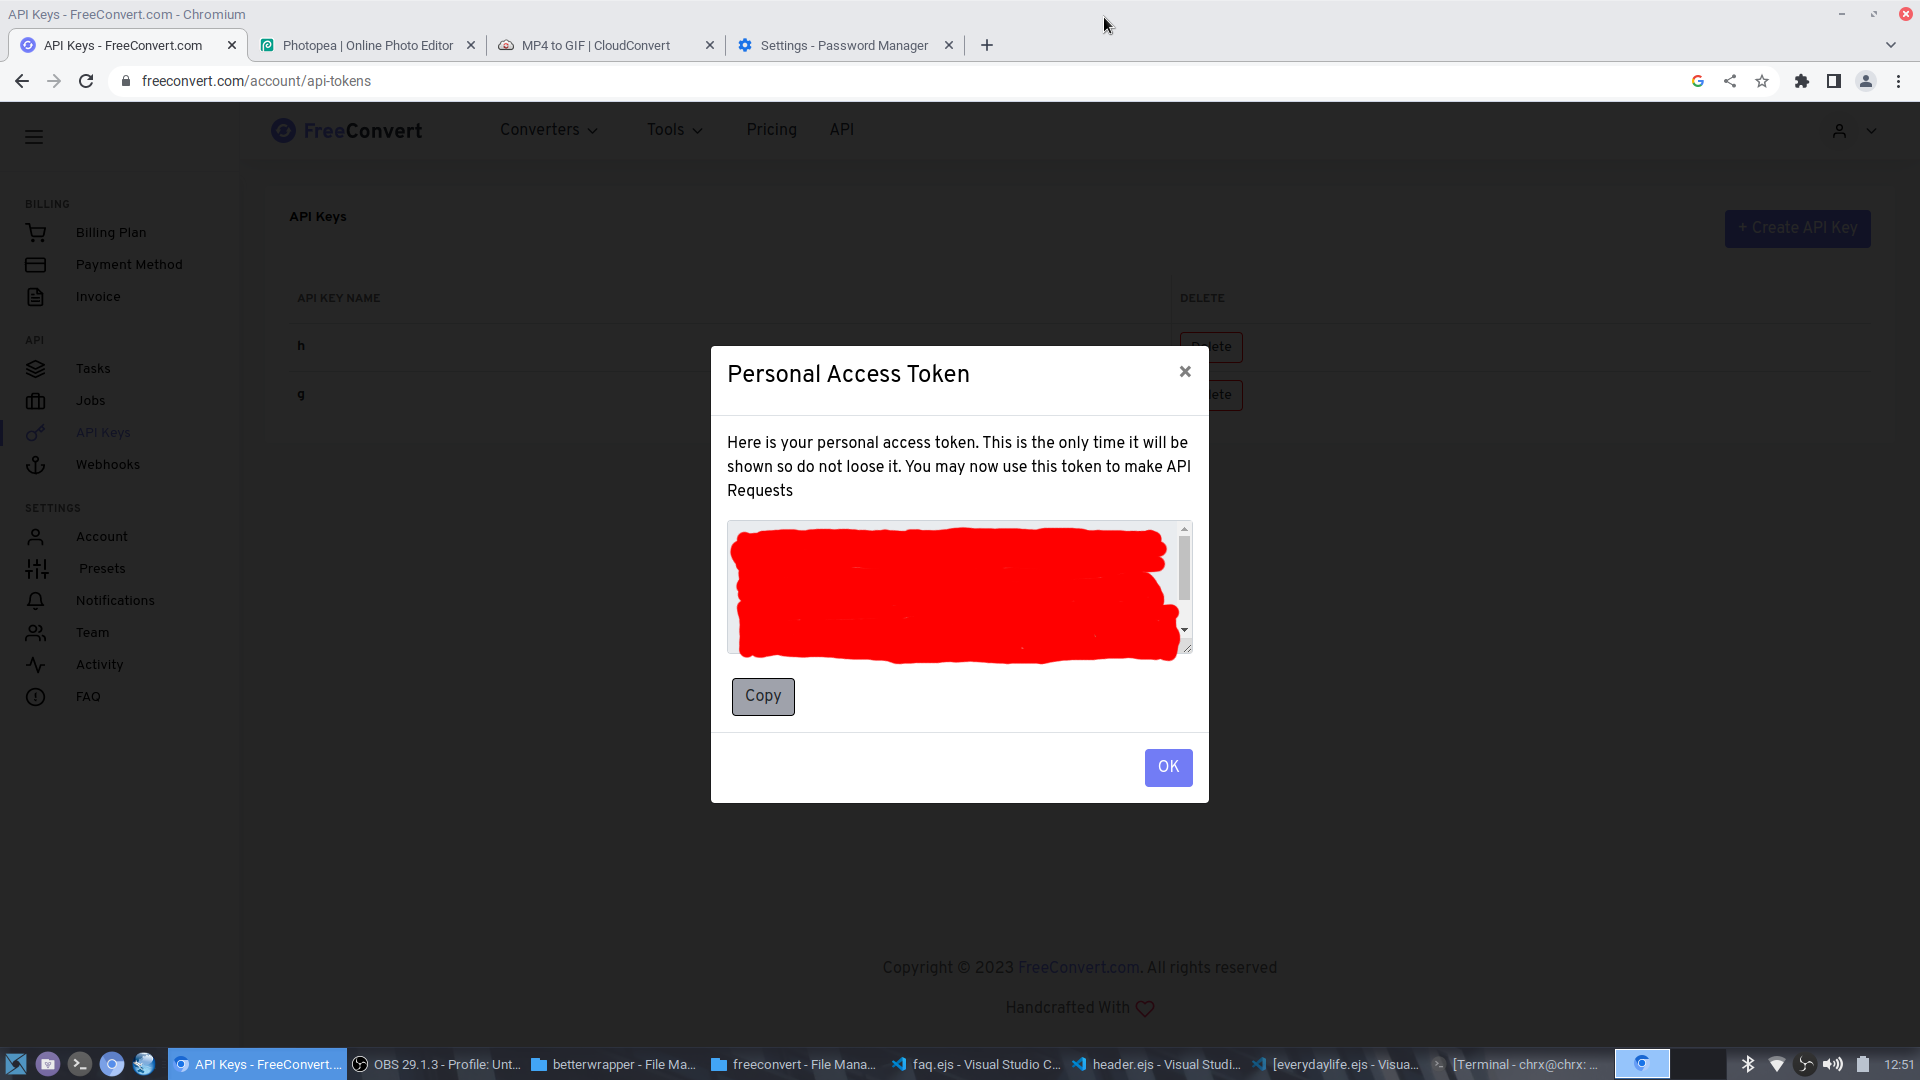 API Keys - FreeConvert.com - Chromium
API Keys - FreeConvert.com
Photopea | Online Photo Editor
MP4 to GIF | CloudConvert
Settings - Password Manager
freeconvert.com/account/api-tokens
FreeConvert
Converters
Tools
Pricing
API
BILLING
Billing Plan
Payment Method
Invoice
API
Tasks
Jobs
API Keys
Webhooks
SETTINGS
Account
Presets
Notifications
Team
Activity
FAQ
API Keys
+ Create API Key
API KEY NAME
DELETE
h
Delete
g
lete
Personal Access Token
Here is your personal access token. This is the only time it will be
shown so do not loose it. You may now use this token to make API
Requests
Copy
OK
Copyright © 2023 FreeConvert.com. All rights reserved
Handcrafted With
API Keys - FreeConvert....
OBS 29.1.3 - Profile: Unt...
betterwrapper - File Ma...
freeconvert - File Mana...
faq.ejs - Visual Studio C...
header.ejs - Visual Studi...
[everydaylife.ejs - Visua...
[Terminal - chrx@chrx: ...
12:51